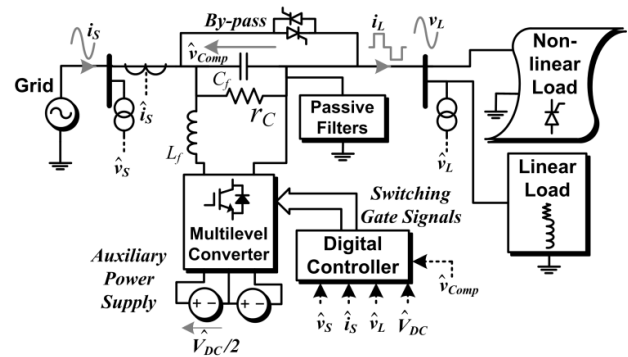 By-pass
i_S
v̂_Comp
i_L
v_L
C_f
r_C
Grid
î_S
v̂_S
L_f
Passive
Filters
v̂_L
Non-
linear
Load
Linear
Load
Multilevel
Converter
Switching
Gate Signals
Digital
Controller
v̂_Comp
Auxiliary
Power
Supply
V̂_DC/2
v̂_S
î_S
v̂_L
V̂_DC